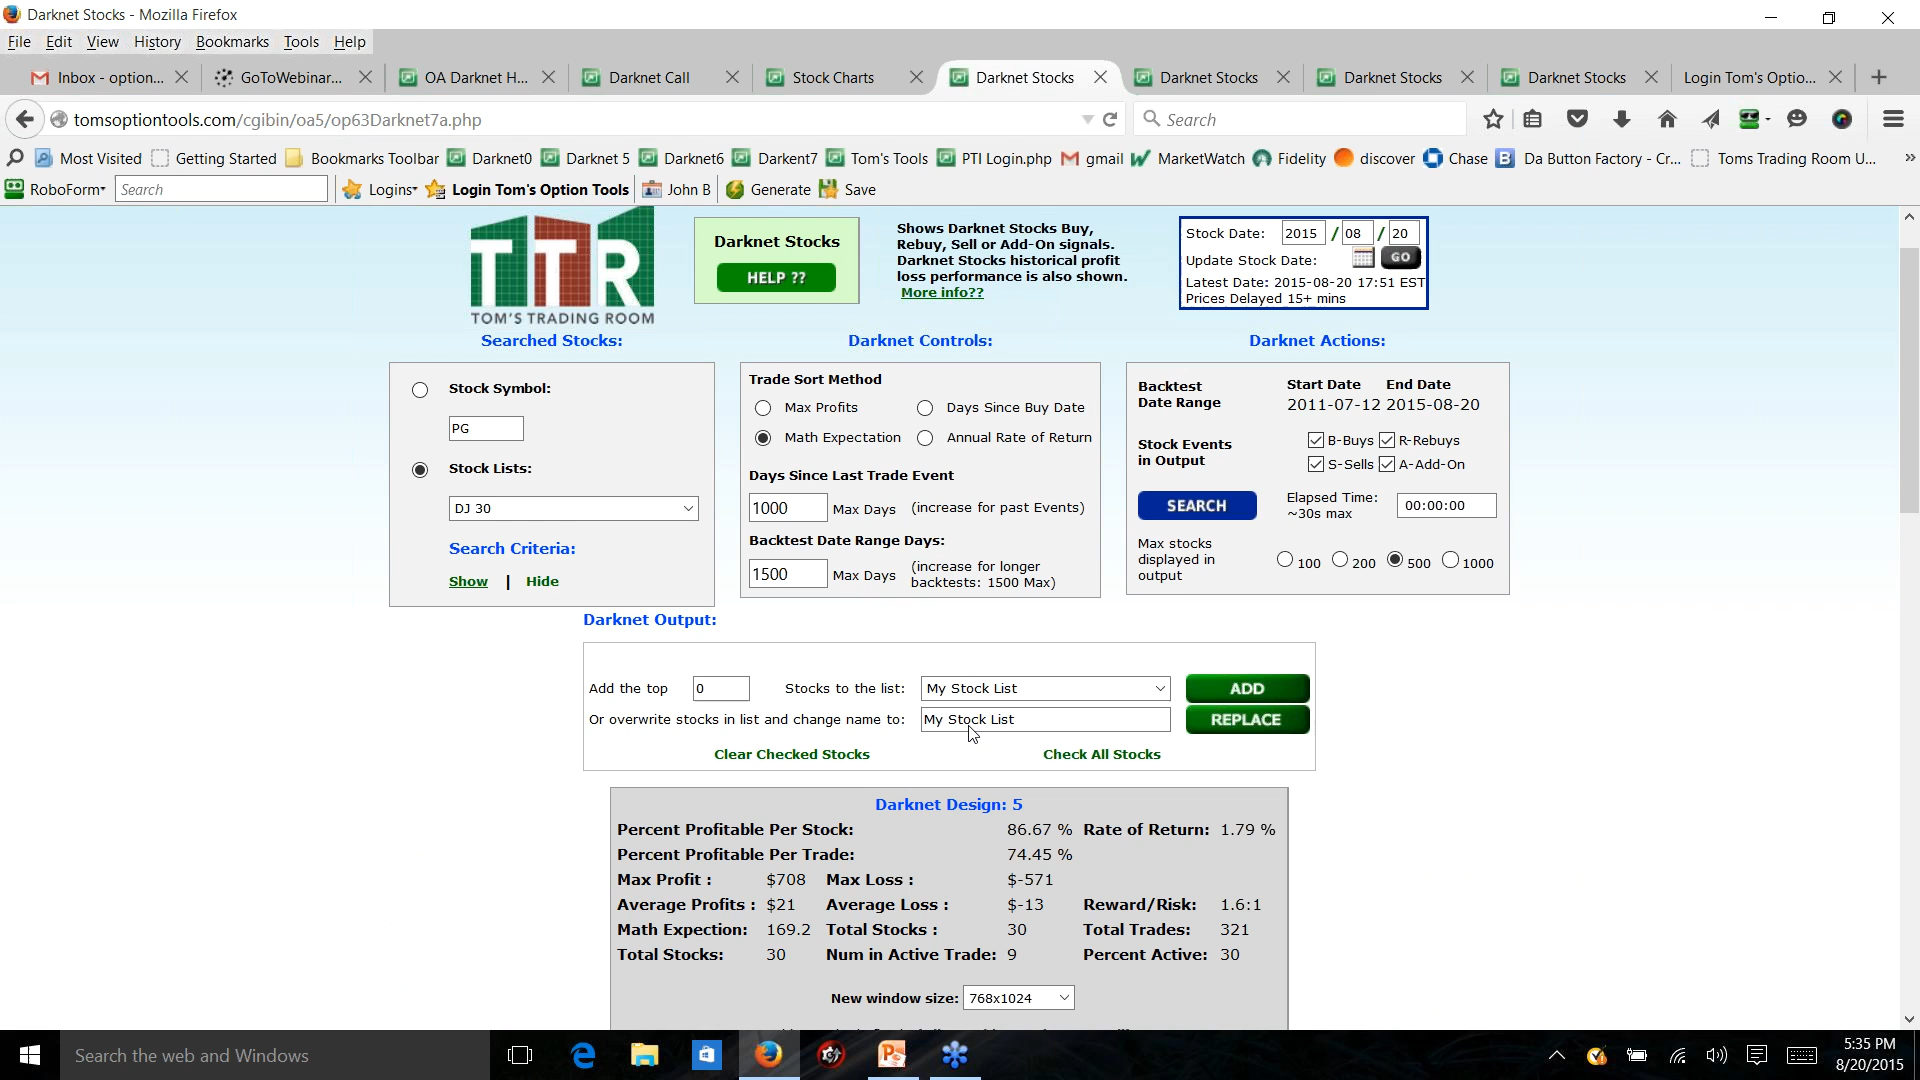 Darknet Stocks - Mozilla Firefox
File Edit View History Bookmarks Tools Help
Inbox - option... GoToWebinar... OA Darknet H... Darknet Call Stock Charts Darknet Stocks Darknet Stocks Darknet Stocks Darknet Stocks Login Tom's Optio...
tomsoptiontools.com/cgibin/oa5/op63Darknet7a.php Search
Most Visited Getting Started Bookmarks Toolbar Darknet0 Darknet 5 Darknet6 Darkent7 Tom's Tools PTI Login.php gmail MarketWatch Fidelity discover Chase Da Button Factory - Cr... Toms Trading Room U... »
RoboForm Search Logins Login Tom's Option Tools John B Generate Save
TTR
TOM'S TRADING ROOM
Darknet Stocks
HELP ??
Shows Darknet Stocks Buy,
Rebuy, Sell or Add-On signals.
Darknet Stocks historical profit
loss performance is also shown.
More info??
Stock Date: 2015 / 08 / 20
Update Stock Date: GO
Latest Date: 2015-08-20 17:51 EST
Prices Delayed 15+ mins
Searched Stocks:
Stock Symbol:
PG
Stock Lists:
DJ 30
Search Criteria:
Show | Hide
Darknet Controls:
Trade Sort Method
Max Profits Days Since Buy Date
Math Expectation Annual Rate of Return
Days Since Last Trade Event
1000 Max Days (increase for past Events)
Backtest Date Range Days:
1500 Max Days (increase for longer
backtests: 1500 Max)
Darknet Actions:
Backtest Start Date End Date
Date Range 2011-07-12 2015-08-20
Stock Events B-Buys R-Rebuys
in Output S-Sells A-Add-On
SEARCH Elapsed Time: 00:00:00
~30s max
Max stocks
displayed in 100 200 500 1000
output
Darknet Output:
Add the top 0 Stocks to the list: My Stock List ADD
Or overwrite stocks in list and change name to: My Stock List REPLACE
Clear Checked Stocks Check All Stocks
Darknet Design: 5
Percent Profitable Per Stock: 86.67 % Rate of Return: 1.79 %
Percent Profitable Per Trade: 74.45 %
Max Profit : $708 Max Loss : $-571
Average Profits : $21 Average Loss : $-13 Reward/Risk: 1.6:1
Math Expection: 169.2 Total Stocks : 30 Total Trades: 321
Total Stocks: 30 Num in Active Trade: 9 Percent Active: 30
New window size: 768x1024
Search the web and Windows
5:35 PM
8/20/2015